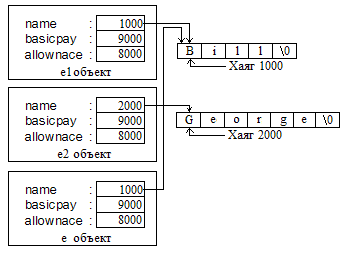 name : 1000
basicpay : 9000
allownace : 8000
e1 объект
B i l l \0
Хаяг 1000
name : 2000
basicpay : 9000
allownace : 8000
e2 объект
G e o r g e \0
Хаяг 2000
name : 1000
basicpay : 9000
allownace : 8000
e объект